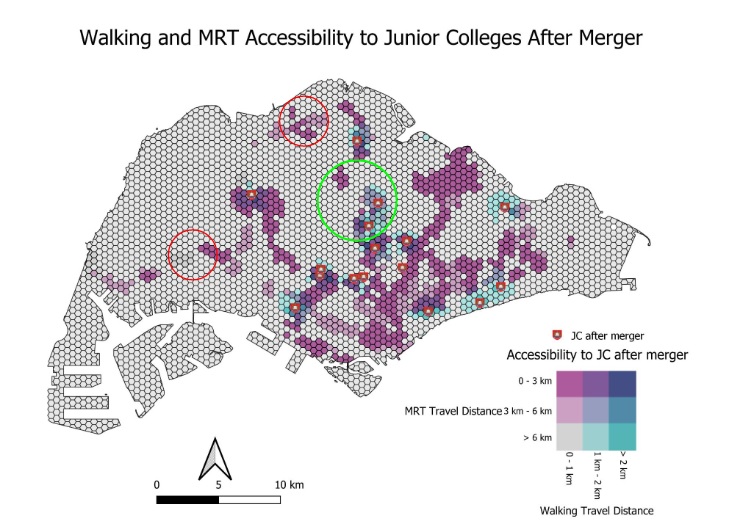 Walking and MRT Accessibility to Junior Colleges After Merger
JC after merger
Accessibility to JC after merger
0 - 3 km
MRT Travel Distance 3 km - 6 km
> 6 km
0 - 1 km
1 km - 2 km
> 2 km
Walking Travel Distance
0 5 10 km